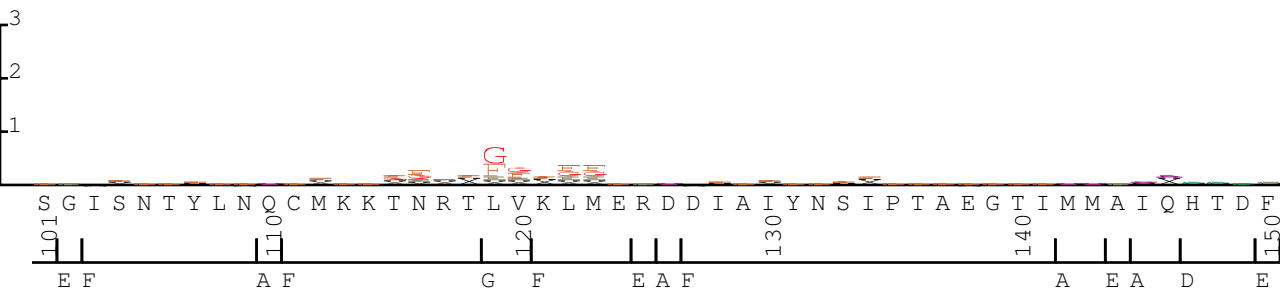 3
2
1
G
S G I S N T Y L N Q C M K K T N R T L V K L M E R D D I A I Y N S I P T A E G T I M M A I Q H T D F
101 110 120 130 140 150
E F A F G F E A F A E A D E